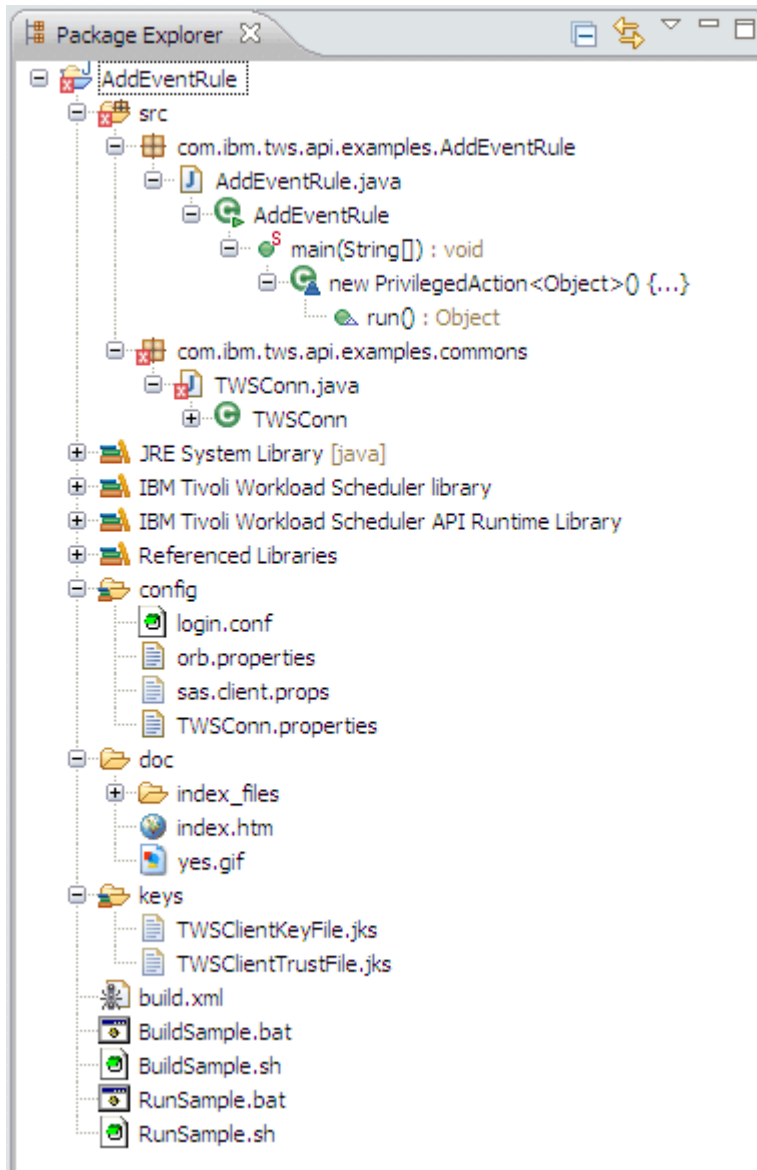 Package Explorer
AddEventRule
src
com.ibm.tws.api.examples.AddEventRule
AddEventRule.java
AddEventRule
main(String[]) : void
new PrivilegedAction<Object>() {...}
run() : Object
com.ibm.tws.api.examples.commons
TWSConn.java
TWSConn
JRE System Library [java]
IBM Tivoli Workload Scheduler library
IBM Tivoli Workload Scheduler API Runtime Library
Referenced Libraries
config
login.conf
orb.properties
sas.client.props
TWSConn.properties
doc
index_files
index.htm
yes.gif
keys
TWSClientKeyFile.jks
TWSClientTrustFile.jks
build.xml
BuildSample.bat
BuildSample.sh
RunSample.bat
RunSample.sh